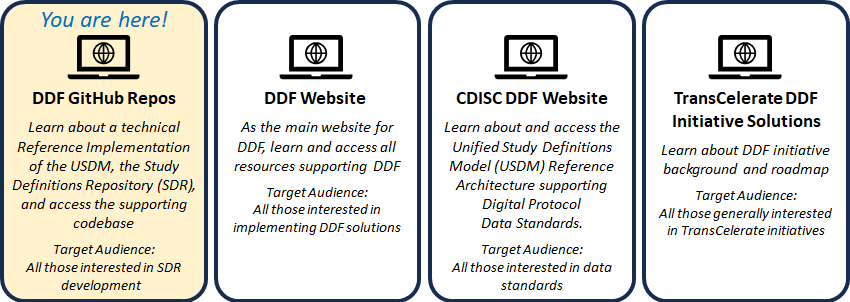 You are here!
DDF GitHub Repos
Learn about a technical
Reference Implementation
of the USDM, the Study
Definitions Repository (SDR),
and access the supporting
codebase
Target Audience:
All those interested in SDR
development
DDF Website
As the main website for
DDF, learn and access all
resources supporting DDF
Target Audience:
All those interested in
implementing DDF solutions
CDISC DDF Website
Learn about and access the
Unified Study Definitions
Model (USDM) Reference
Architecture supporting
Digital Protocol
Data Standards.
Target Audience:
All those interested in data
standards
TransCelerate DDF
Initiative Solutions
Learn about DDF initiative
background and roadmap
Target Audience:
All those generally interested
in TransCelerate initiatives